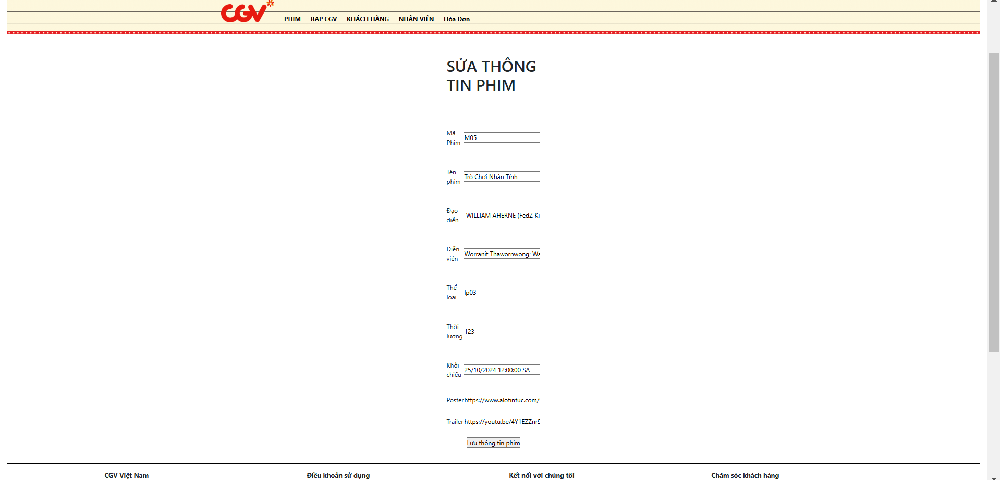 CGV
PHIM RẠP CGV KHÁCH HÀNG NHÂN VIÊN Hóa Đơn
SỬA THÔNG
TIN PHIM
Mã
Phim
M05
Tên
phim
Trò Chơi Nhân Tính
Đạo
diễn
WILLIAM AHERNE (FedZ Ki
Diễn
viên
Worranit Thawornwong; Wa
Thể
loại
lp03
Thời
lượng
123
Khởi
chiếu
25/10/2024 12:00:00 SA
Poster https://www.alotintuc.com/
Trailer https://youtu.be/4Y1EZZnr9
Lưu thông tin phim
CGV Việt Nam Điều khoản sử dụng Kết nối với chúng tôi Chăm sóc khách hàng